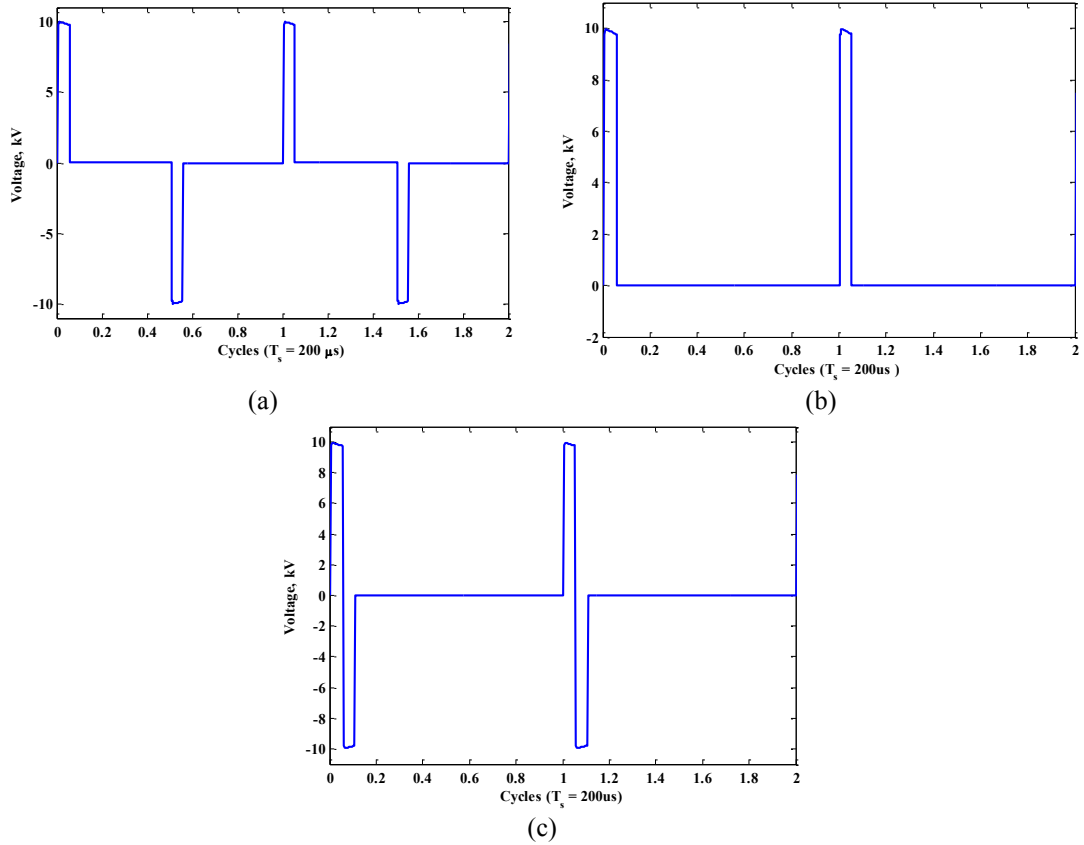 10
5
0
-5
-10
Voltage, kV
0 0.2 0.4 0.6 0.8 1 1.2 1.4 1.6 1.8 2
Cycles (Ts = 200 μs)
(a)
10
8
6
4
2
0
-2
Voltage, kV
0 0.2 0.4 0.6 0.8 1 1.2 1.4 1.6 1.8 2
Cycles (Ts = 200us )
(b)
10
8
6
4
2
0
-2
-4
-6
-8
-10
Voltage, kV
0 0.2 0.4 0.6 0.8 1 1.2 1.4 1.6 1.8 2
Cycles (Ts = 200us)
(c)